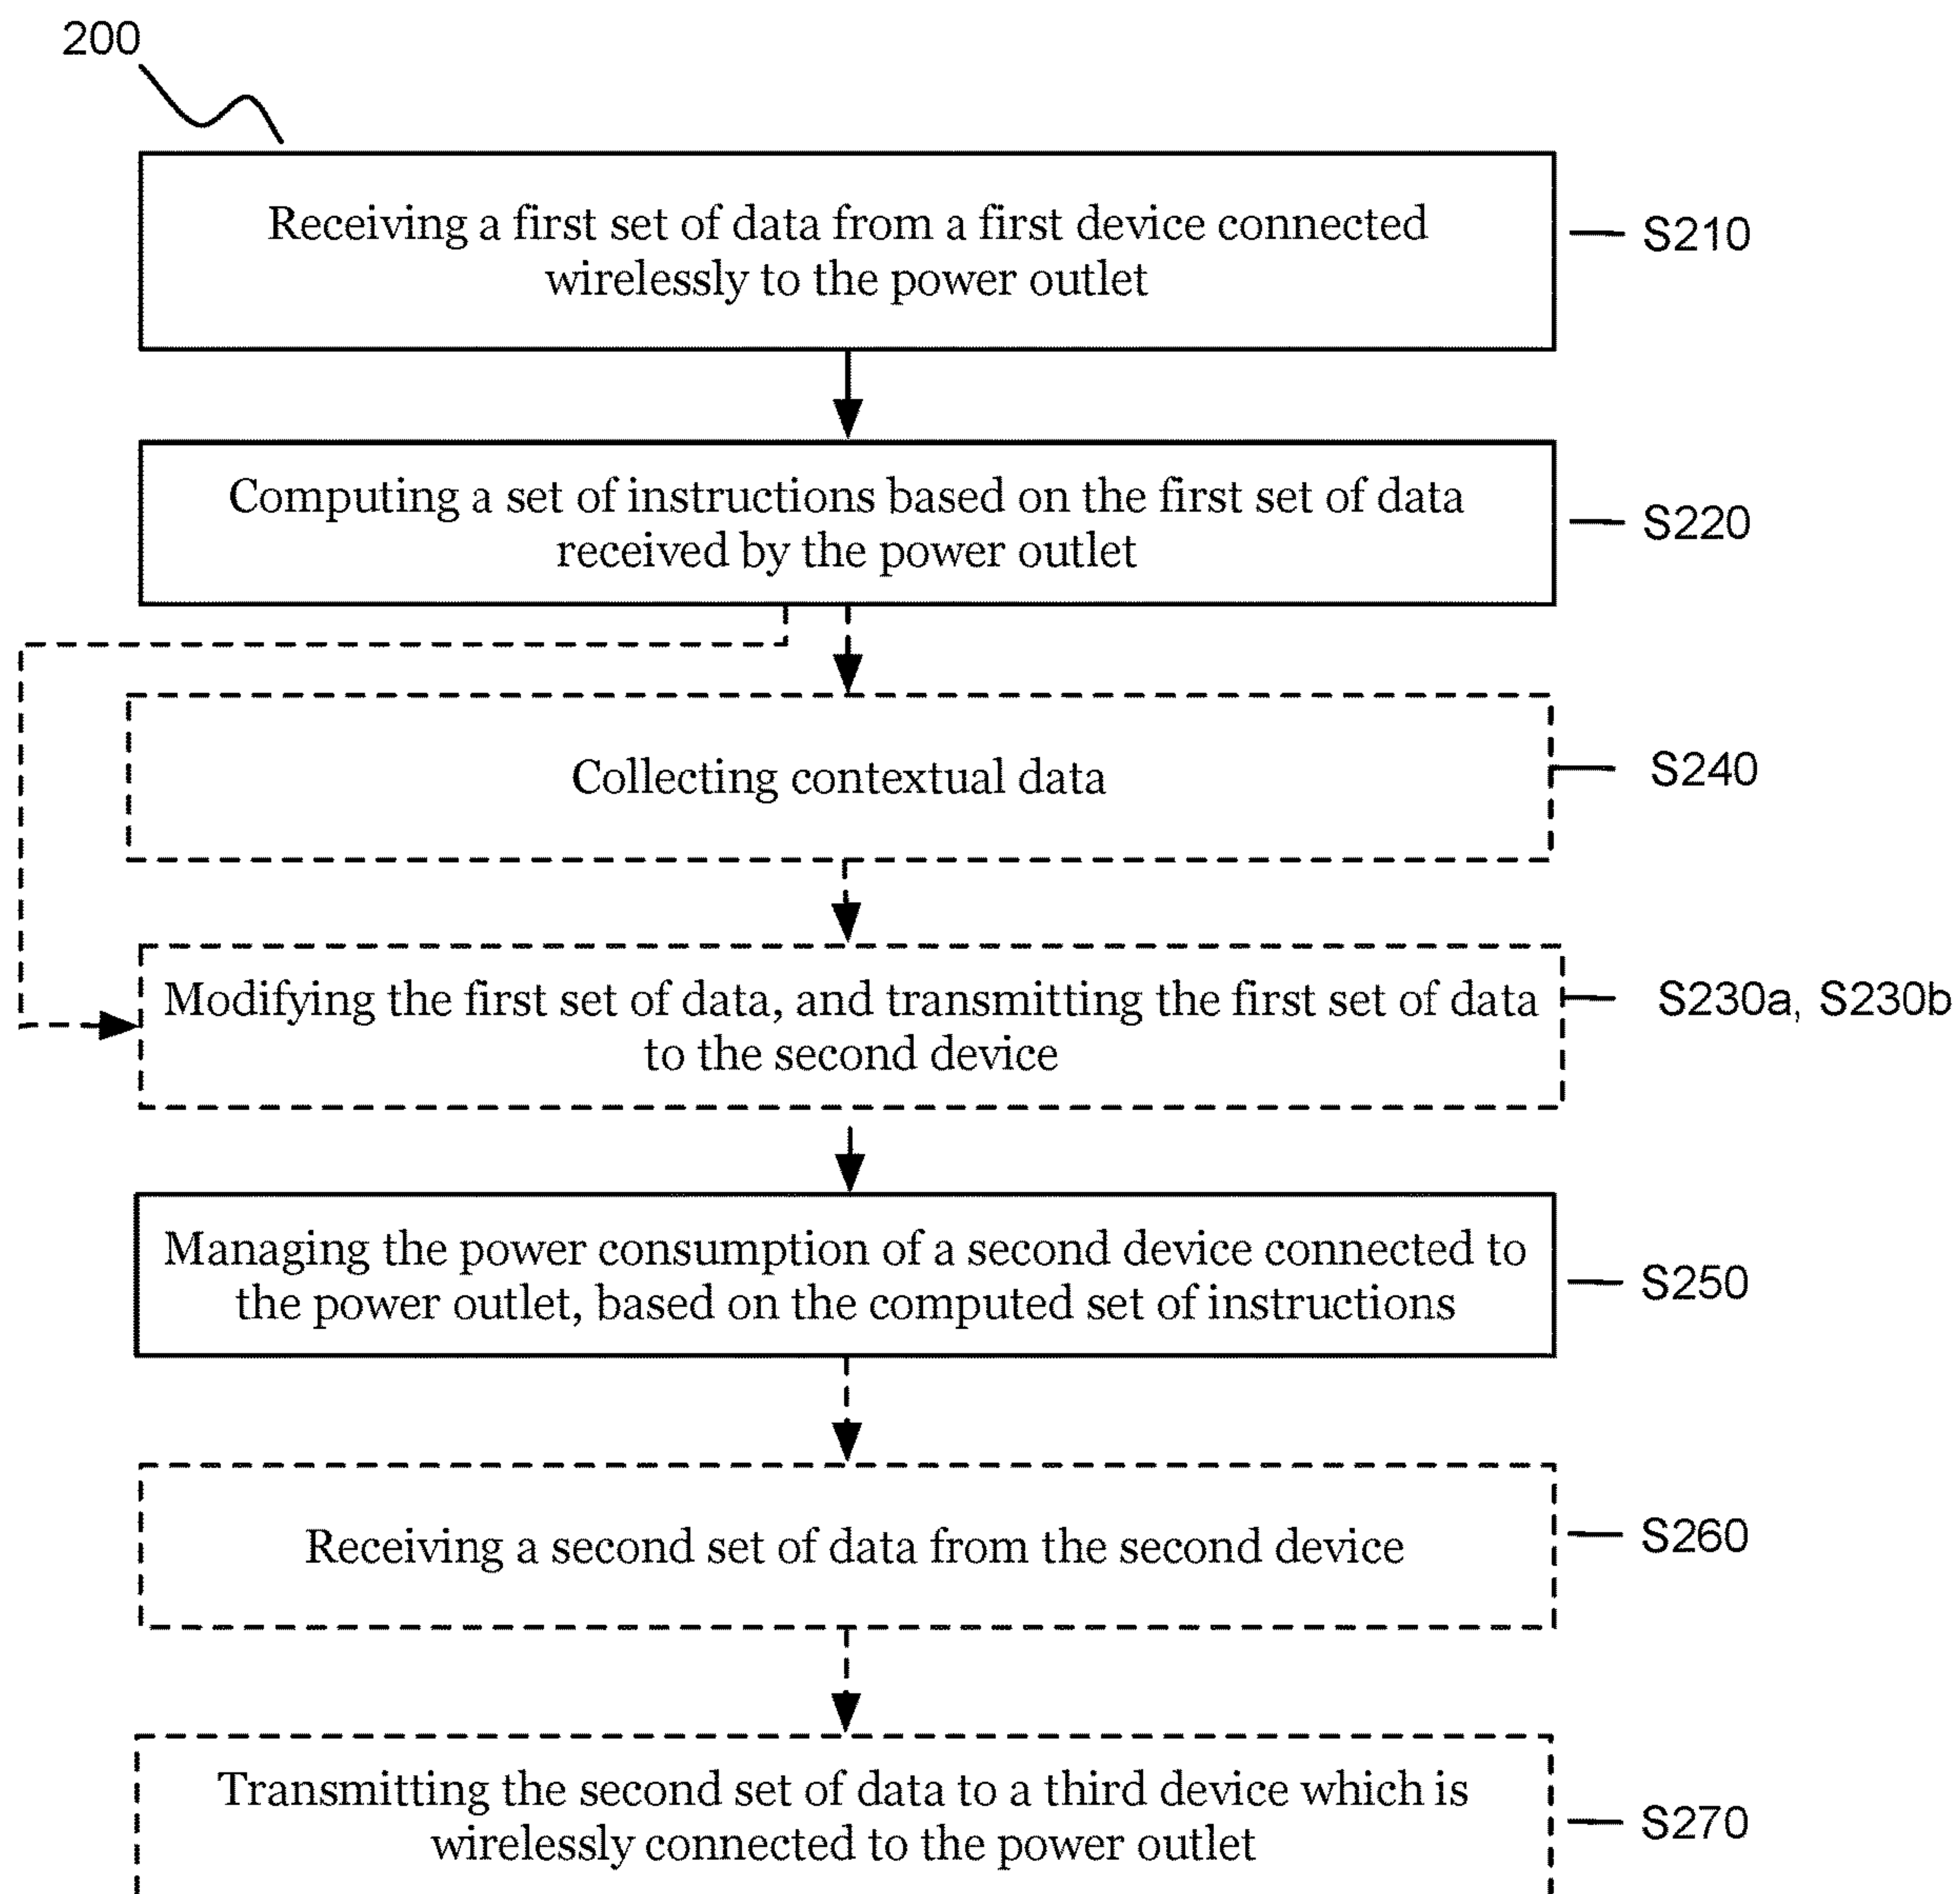 200
Receiving a first set of data from a first device connected
wirelessly to the power outlet
S210
Computing a set of instructions based on the first set of data
received by the power outlet
S220
Collecting contextual data
S240
Modifying the first set of data, and transmitting the first set of data
to the second device
S230a, S230b
Managing the power consumption of a second device connected to
the power outlet, based on the computed set of instructions
S250
Receiving a second set of data from the second device
S260
Transmitting the second set of data to a third device which is
wirelessly connected to the power outlet
S270